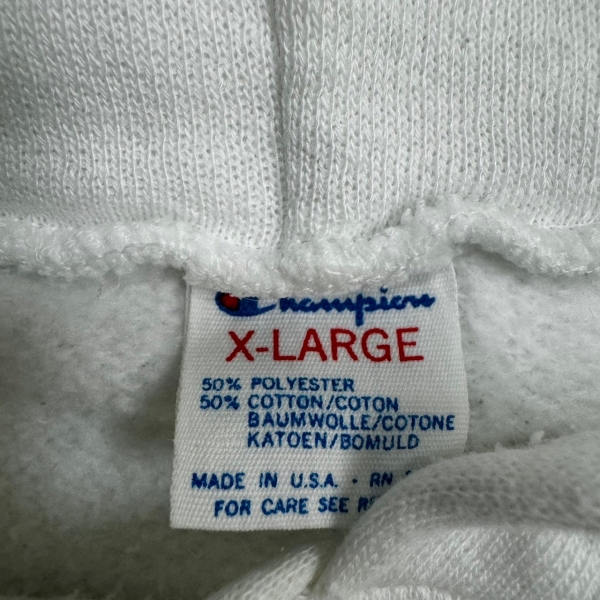 Champion
X-LARGE
50% POLYESTER
50% COTTON/COTON
BAUMWOLLE/COTONE
KATOEN/BOMULD
MADE IN U.S.A. · RN
FOR CARE SEE